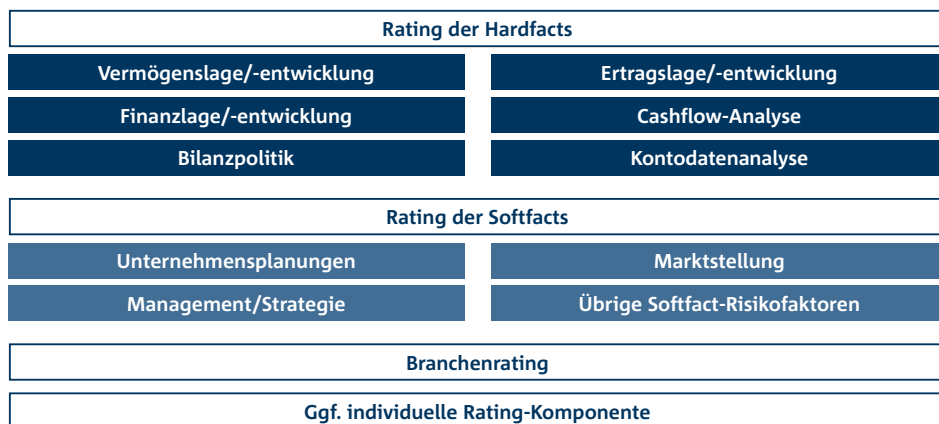 Rating der Hardfacts
Vermögenslage/-entwicklung
Ertragslage/-entwicklung
Finanzlage/-entwicklung
Cashflow-Analyse
Bilanzpolitik
Kontodatenanalyse
Rating der Softfacts
Unternehmensplanungen
Marktstellung
Management/Strategie
Übrige Softfact-Risikofaktoren
Branchenrating
Ggf. individuelle Rating-Komponente